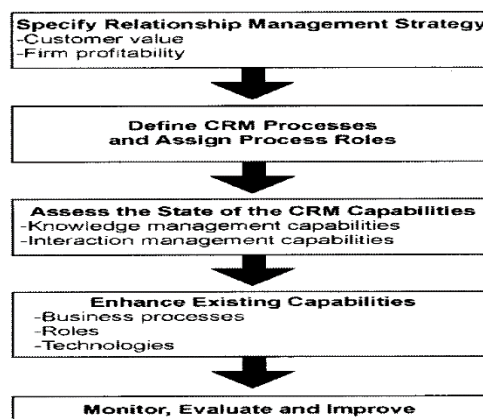 Specify Relationship Management Strategy
-Customer value
-Firm profitability
Define CRM Processes
and Assign Process Roles
Assess the State of the CRM Capabilities
-Knowledge management capabilities
-Interaction management capabilities
Enhance Existing Capabilities
-Business processes
-Roles
-Technologies
Monitor, Evaluate and Improve